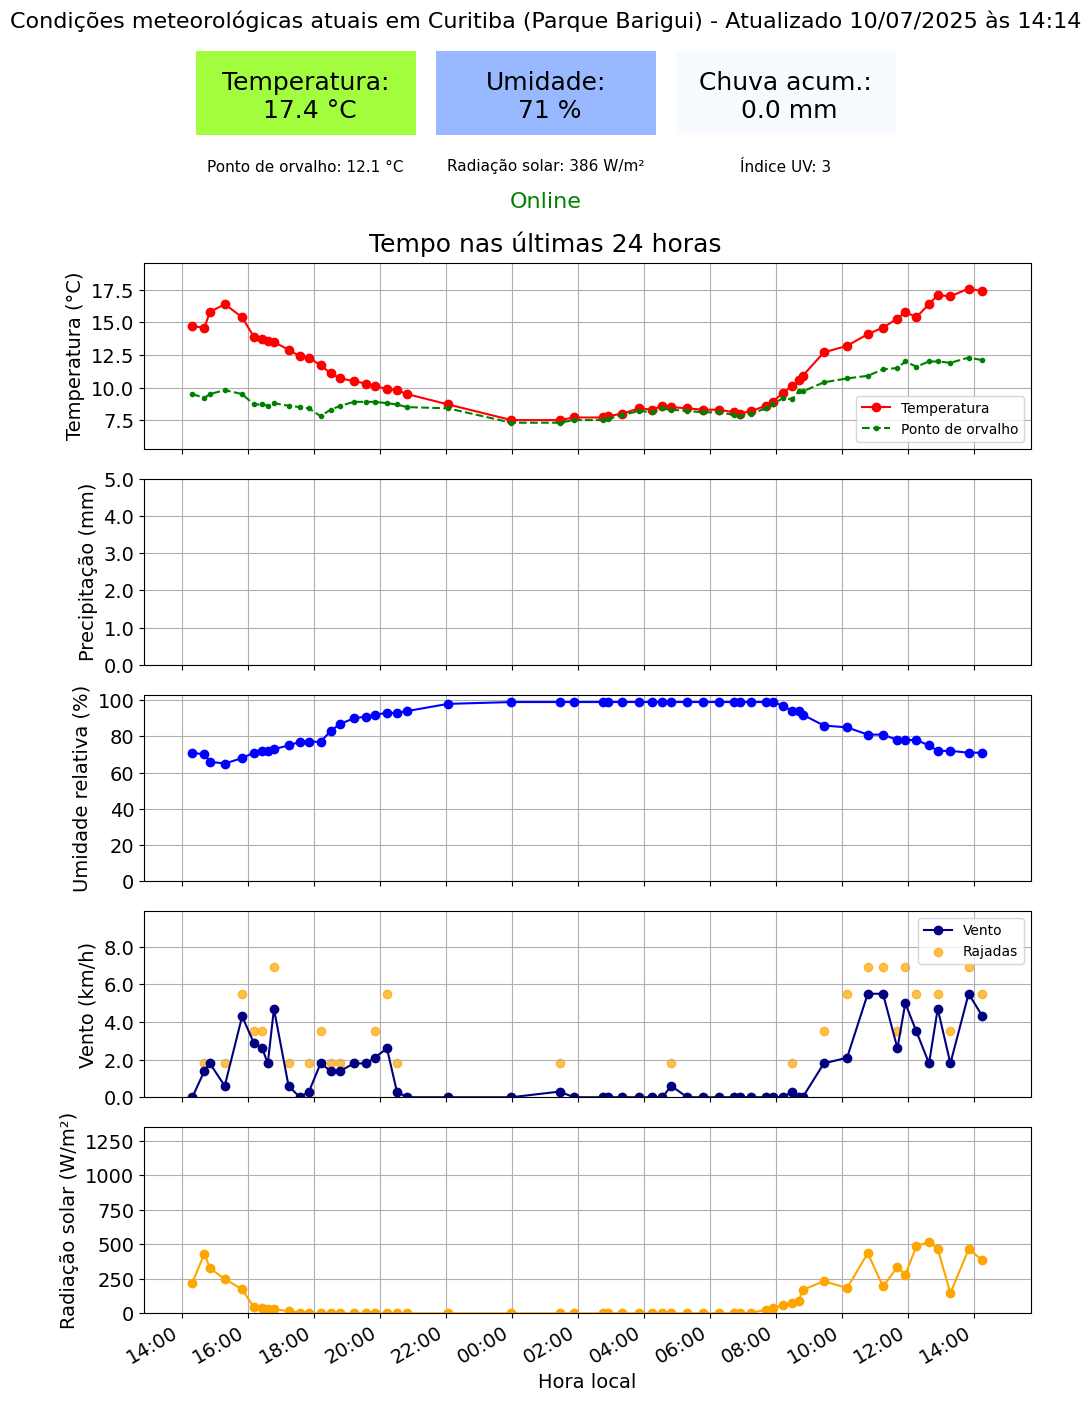 Condições meteorológicas atuais em Curitiba (Parque Barigui) - Atualizado 10/07/2025 às 14:14
Temperatura:
17.4 °C
Umidade:
71 %
Chuva acum.:
0.0 mm
Ponto de orvalho: 12.1 °C
Radiação solar: 386 W/m²
Índice UV: 3
Online
Tempo nas últimas 24 horas
Temperatura (°C)
17.5
15.0
12.5
10.0
7.5
Temperatura
Ponto de orvalho
Precipitação (mm)
5.0
4.0
3.0
2.0
1.0
0.0
Umidade relativa (%)
100
80
60
40
20
0
Vento (km/h)
8.0
6.0
4.0
2.0
0.0
Vento
Rajadas
Radiação solar (W/m²)
1250
1000
750
500
250
0
14:00
16:00
18:00
20:00
22:00
00:00
02:00
04:00
06:00
08:00
10:00
12:00
14:00
Hora local